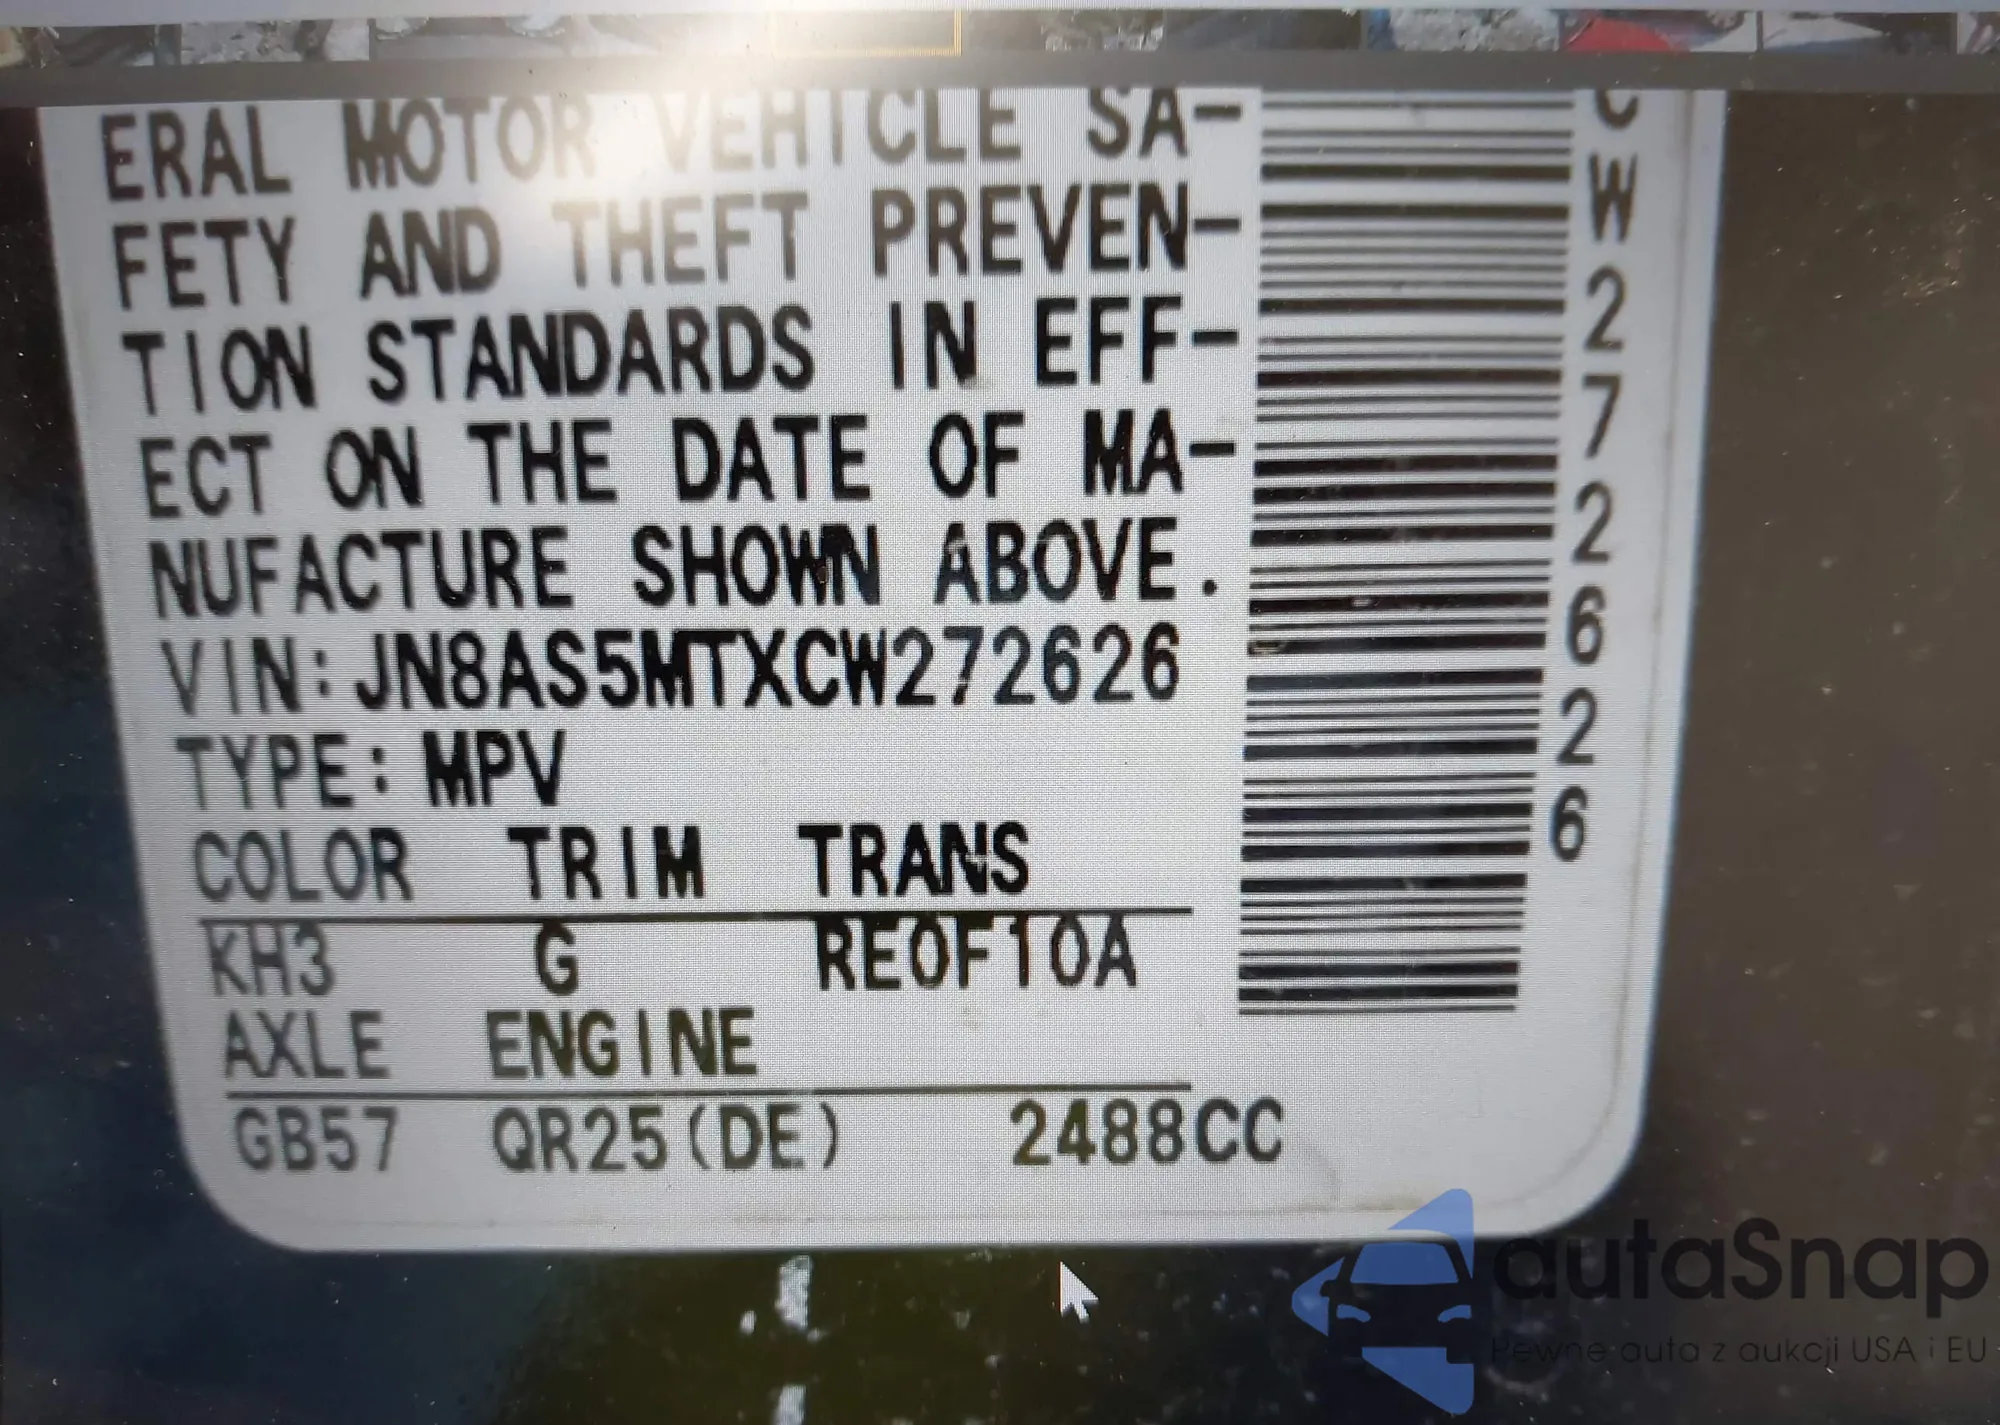 ERAL MOTOR VEHICLE SA-
FETY AND THEFT PREVEN-
TION STANDARDS IN EFF-
ECT ON THE DATE OF MA-
NUFACTURE SHOWN ABOVE.
VIN: JN8AS5MTXCW272626
TYPE: MPV
COLOR TRIM TRANS
KH3 G RE0F10A
AXLE ENGINE
GB57 QR25(DE) 2488CC
CW272626
autaSnap
Pewne auta z aukcji USA i EU